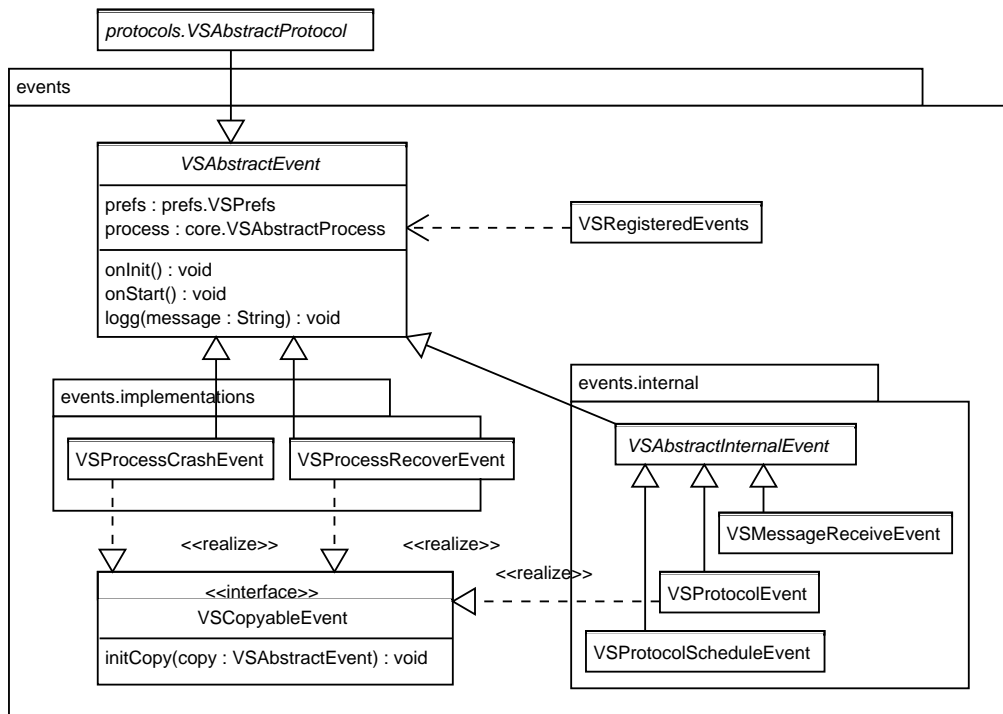 protocols.VSAbstractProtocol
events
VSAbstractEvent
prefs : prefs.VSPrefs
process : core.VSAbstractProcess
onInit() : void
onStart() : void
logg(message : String) : void
VSRegisteredEvents
events.implementations
VSProcessCrashEvent
VSProcessRecoverEvent
events.internal
VSAbstractInternalEvent
VSMessageReceiveEvent
VSProtocolEvent
VSProtocolScheduleEvent
<<realize>>
<<realize>>
<<realize>>
<<interface>>
VSCopyableEvent
initCopy(copy : VSAbstractEvent) : void